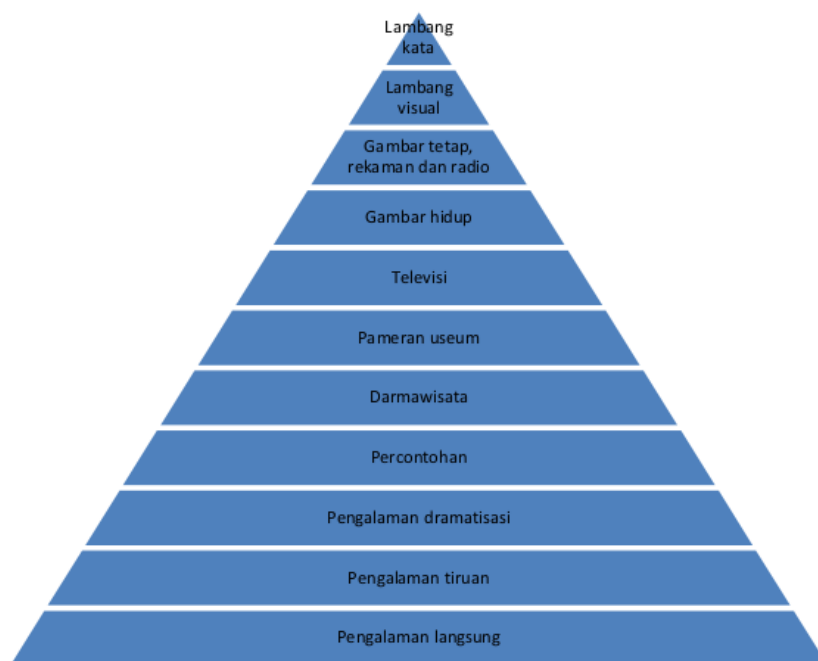 Lambang
kata
Lambang
visual
Gambar tetap,
rekaman dan radio
Gambar hidup
Televisi
Pameran useum
Darmawisata
Percontohan
Pengalaman dramatisasi
Pengalaman tiruan
Pengalaman langsung